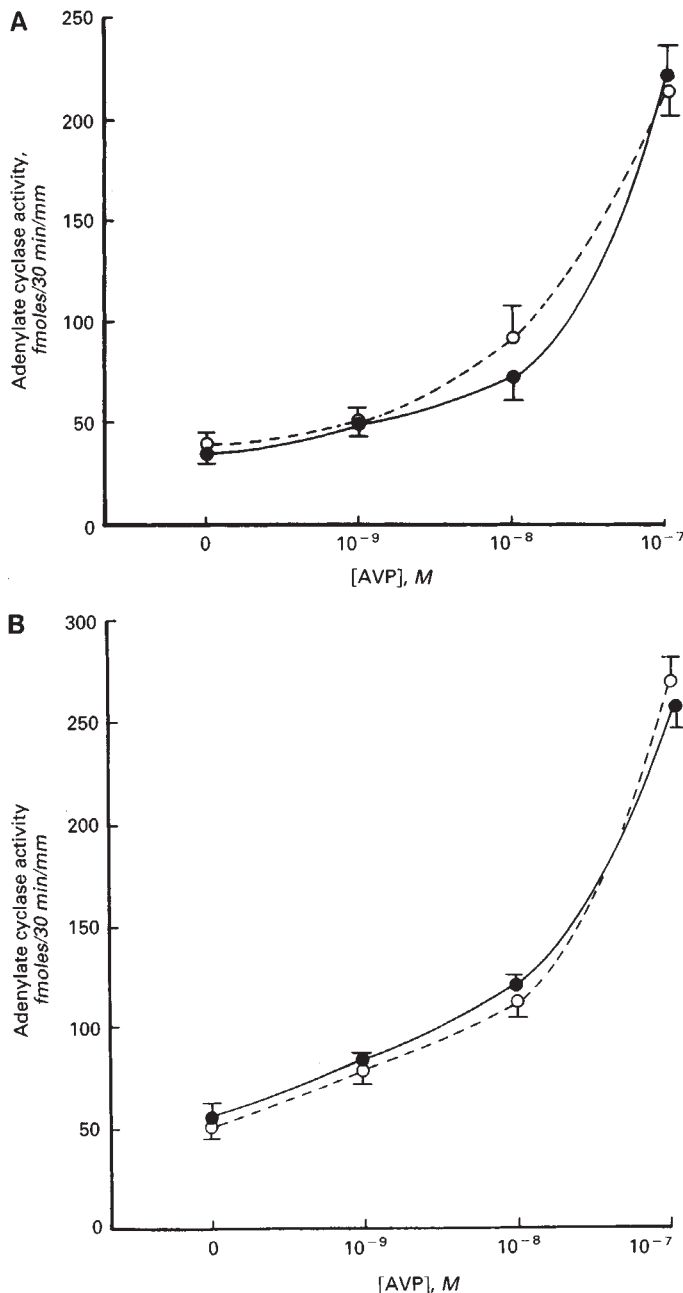 A
250
200
150
100
50
0
Adenylate cyclase activity,
fmoles/30 min/mm
0 10⁻⁹ 10⁻⁸ 10⁻⁷
[AVP], M
B
300
250
200
150
100
50
0
Adenylate cyclase activity
fmoles/30 min/mm
0 10⁻⁹ 10⁻⁸ 10⁻⁷
[AVP], M